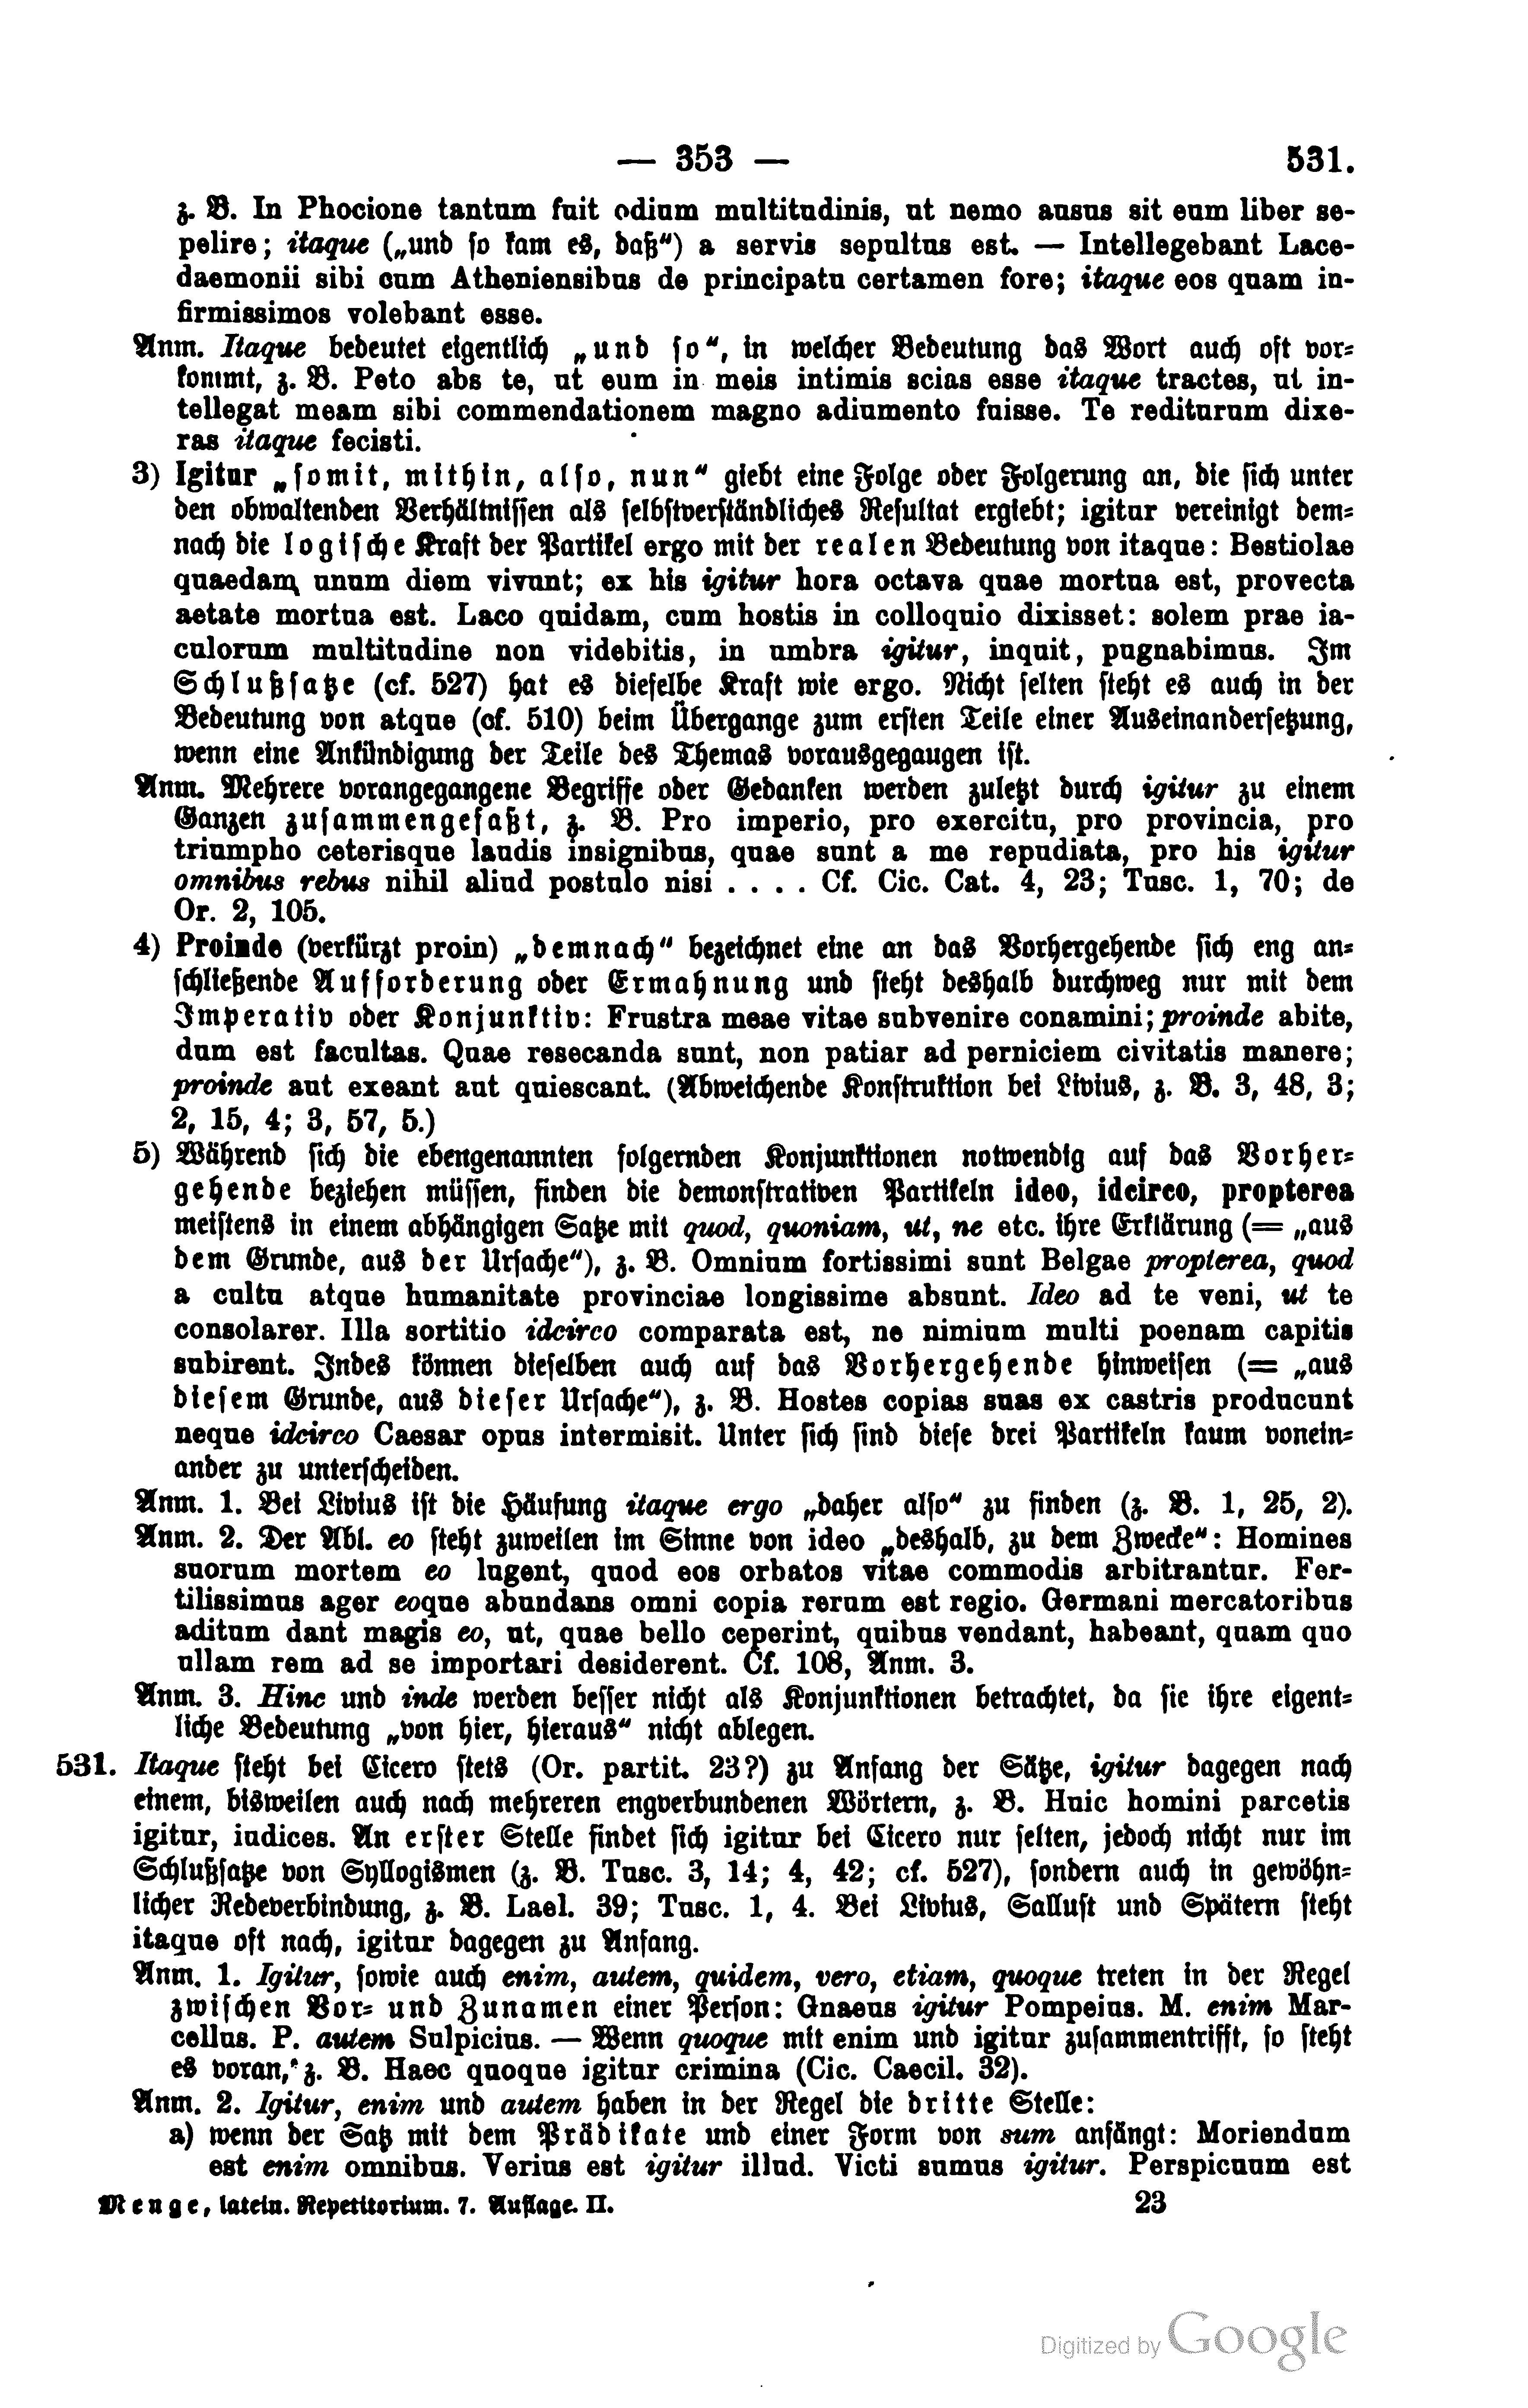 — 353 — 531.
z. B. In Phocione tantum fuit odium multitudinis, ut nemo ausus sit eum liber se-
pelire; itaque („und so kam es, daß“) a servis sepultus est. — Intellegebant Lace-
daemonii sibi cum Atheniensibus de principatu certamen fore; itaque eos quam in-
firmissimos volebant esse.
Anm. Itaque bedeutet eigentlich „und so“, in welcher Bedeutung das Wort auch oft vor=
kommt, z. B. Peto abs te, ut eum in meis intimis scias esse itaque tractes, ut in-
tellegat meam sibi commendationem magno adiumento fuisse. Te rediturum dixe-
ras itaque fecisti.
3) Igitur „somit, mithin, also, nun“ giebt eine Folge oder Folgerung an, die sich unter
den obwaltenden Verhältnissen als selbstverständliches Resultat ergiebt; igitur vereinigt dem=
nach die logische Kraft der Partikel ergo mit der realen Bedeutung von itaque: Bestiolae
quaedam unum diem vivunt; ex his igitur hora octava quae mortua est, provecta
aetate mortua est. Laco quidam, cum hostis in colloquio dixisset: solem prae ia-
culorum multitudine non videbitis, in umbra igitur, inquit, pugnabimus. Im
Schlußsatze (cf. 527) hat es dieselbe Kraft wie ergo. Nicht selten steht es auch in der
Bedeutung von atque (cf. 510) beim Übergange zum ersten Teile einer Auseinandersetzung,
wenn eine Ankündigung der Teile des Themas vorausgegaugen ist.
Anm. Mehrere vorangegangene Begriffe oder Gedanken werden zuletzt durch igitur zu einem
Ganzen zusammengefaßt, z. B. Pro imperio, pro exercitu, pro provincia, pro
triumpho ceterisque laudis insignibus, quae sunt a me repudiata, pro his igitur
omnibus rebus nihil aliud postulo nisi . . . . Cf. Cic. Cat. 4, 23; Tusc. 1, 70; de
Or. 2, 105.
4) Proinde (verkürzt proin) „demnach“ bezeichnet eine an das Vorhergehende sich eng an=
schließende Aufforderung oder Ermahnung und steht deshalb durchweg nur mit dem
Imperativ oder Konjunktiv: Frustra meae vitae subvenire conamini; proinde abite,
dum est facultas. Quae resecanda sunt, non patiar ad perniciem civitatis manere;
proinde aut exeant aut quiescant. (Abweichende Konstruktion bei Livius, z. B. 3, 48, 3;
2, 15, 4; 3, 57, 5.)
5) Während sich die ebengenannten folgernden Konjunktionen notwendig auf das Vorher=
gehende beziehen müssen, finden die demonstrativen Partikeln ideo, idcirco, propterea
meistens in einem abhängigen Satze mit quod, quoniam, ut, ne etc. ihre Erklärung (= „aus
dem Grunde, aus der Ursache“), z. B. Omnium fortissimi sunt Belgae propterea, quod
a cultu atque humanitate provinciae longissime absunt. Ideo ad te veni, ut te
consolarer. Illa sortitio idcirco comparata est, ne nimium multi poenam capitis
subirent. Indes können dieselben auch auf das Vorhergehende hinweisen (= „aus
diesem Grunde, aus dieser Ursache“), z. B. Hostes copias suas ex castris producunt
neque idcirco Caesar opus intermisit. Unter sich sind diese drei Partikeln kaum vonein=
ander zu unterscheiden.
Anm. 1. Bei Livius ist die Häufung itaque ergo „daher also“ zu finden (z. B. 1, 25, 2).
Anm. 2. Der Abl. eo steht zuweilen im Sinne von ideo „deshalb, zu dem Zwecke“: Homines
suorum mortem eo lugent, quod eos orbatos vitae commodis arbitrantur. Fer-
tilissimus ager eoque abundans omni copia rerum est regio. Germani mercatoribus
aditum dant magis eo, ut, quae bello ceperint, quibus vendant, habeant, quam quo
ullam rem ad se importari desiderent. Cf. 108, Anm. 3.
Anm. 3. Hinc und inde werden besser nicht als Konjunktionen betrachtet, da sie ihre eigent=
liche Bedeutung „von hier, hieraus“ nicht ablegen.
531. Itaque steht bei Cicero stets (Or. partit. 23?) zu Anfang der Sätze, igitur dagegen nach
einem, bisweilen auch nach mehreren engverbundenen Wörtern, z. B. Huic homini parcetis
igitur, iudices. An erster Stelle findet sich igitur bei Cicero nur selten, jedoch nicht nur im
Schlußsatze von Syllogismen (z. B. Tusc. 3, 14; 4, 42; cf. 527), sondern auch in gewöhn=
licher Redeverbindung, z. B. Lael. 39; Tusc. 1, 4. Bei Livius, Sallust und Spätern steht
itaque oft nach, igitur dagegen zu Anfang.
Anm. 1. Igitur, sowie auch enim, autem, quidem, vero, etiam, quoque treten in der Regel
zwischen Vor= und Zunamen einer Person: Gnaeus igitur Pompeius. M. enim Mar-
cellus. P. autem Sulpicius. — Wenn quoque mit enim und igitur zusammentrifft, so steht
es voran, z. B. Haec quoque igitur crimina (Cic. Caecil. 32).
Anm. 2. Igitur, enim und autem haben in der Regel die dritte Stelle:
a) wenn der Satz mit dem Prädikate und einer Form von sum anfängt: Moriendum
est enim omnibus. Verius est igitur illud. Victi sumus igitur. Perspicuum est
Menge, latein. Repetitorium. 7. Auflage. II. 23
Digitized by Google